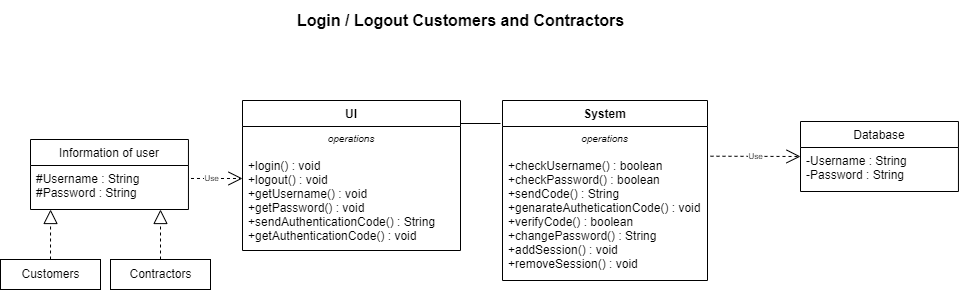 Login / Logout Customers and Contractors
Information of user
#Username : String
#Password : String
Customers
Contractors
Use
UI
operations
+login() : void
+logout() : void
+getUsername() : void
+getPassword() : void
+sendAuthenticationCode() : String
+getAuthenticationCode() : void
System
operations
+checkUsername() : boolean
+checkPassword() : boolean
+sendCode() : String
+genarateAutheticationCode() : void
+verifyCode() : boolean
+changePassword() : String
+addSession() : void
+removeSession() : void
Use
Database
-Username : String
-Password : String